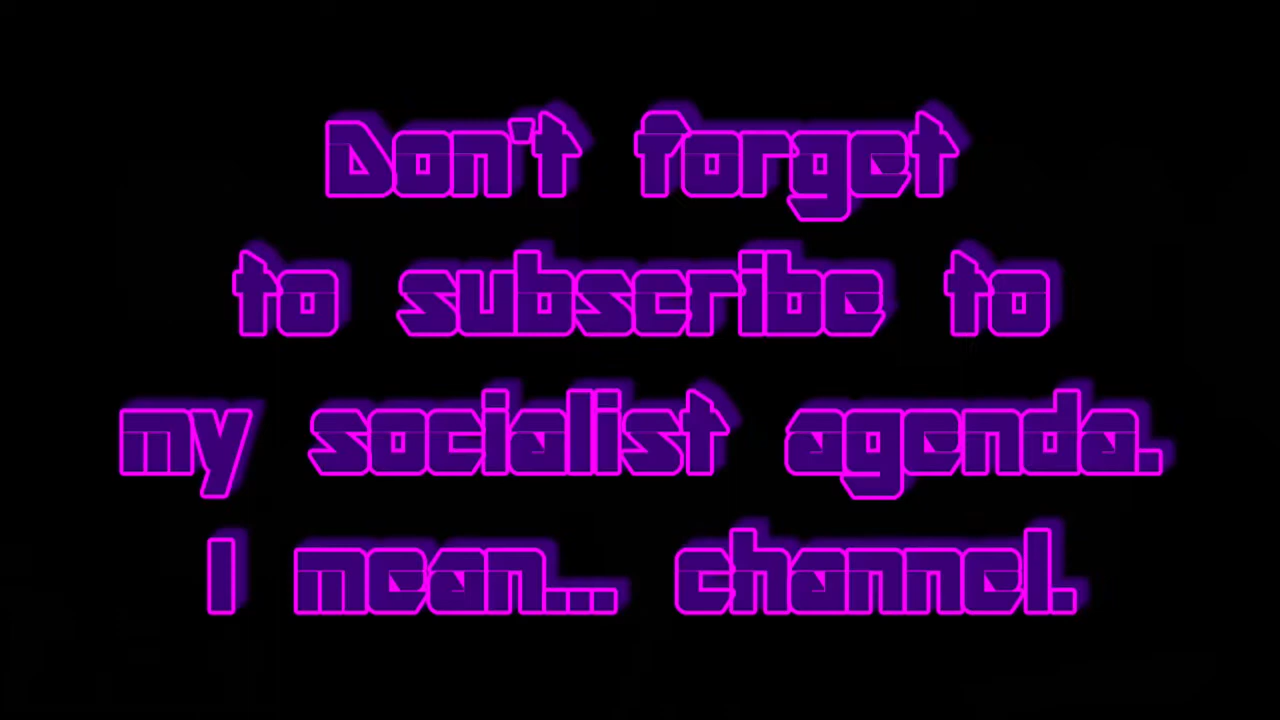 Don't forget
to subscribe to
my socialist agenda.
I mean... channel.